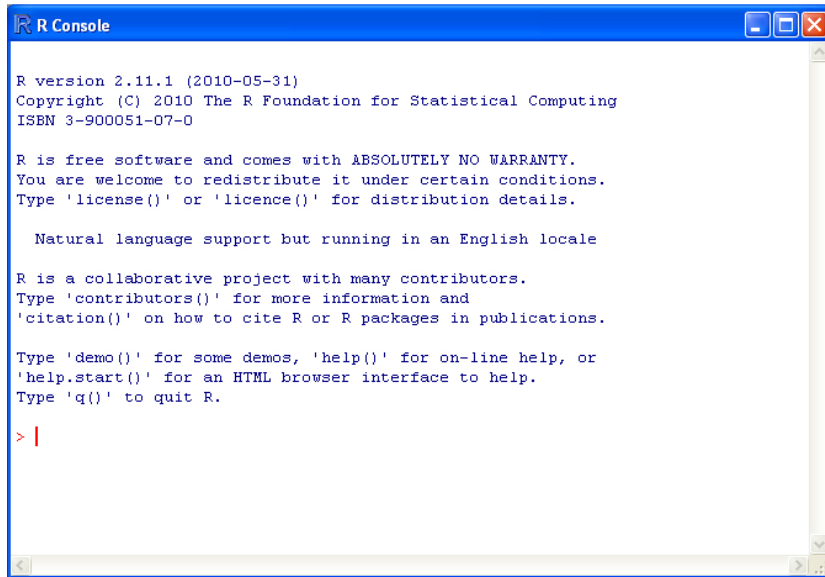 R R Console
R version 2.11.1 (2010-05-31)
Copyright (C) 2010 The R Foundation for Statistical Computing
ISBN 3-900051-07-0
R is free software and comes with ABSOLUTELY NO WARRANTY.
You are welcome to redistribute it under certain conditions.
Type 'license()' or 'licence()' for distribution details.
Natural language support but running in an English locale
R is a collaborative project with many contributors.
Type 'contributors()' for more information and
'citation()' on how to cite R or R packages in publications.
Type 'demo()' for some demos, 'help()' for on-line help, or
'help.start()' for an HTML browser interface to help.
Type 'q()' to quit R.
>